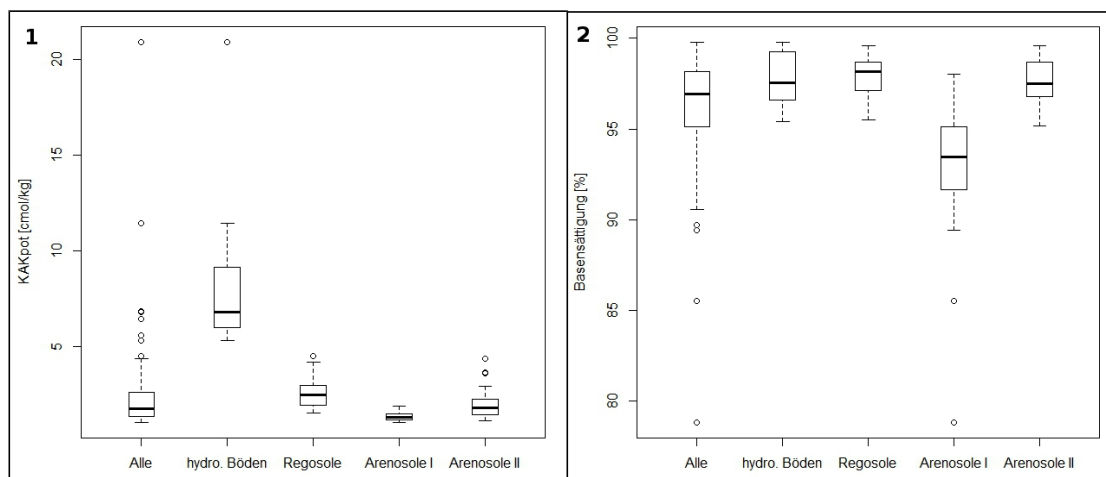 1
KAKpot [cmol/kg]
20
15
10
5
Alle hydro. Böden Regosole Arenosole I Arenosole II
2
Basensättigung [%]
100
95
90
85
80
Alle hydro. Böden Regosole Arenosole I Arenosole II